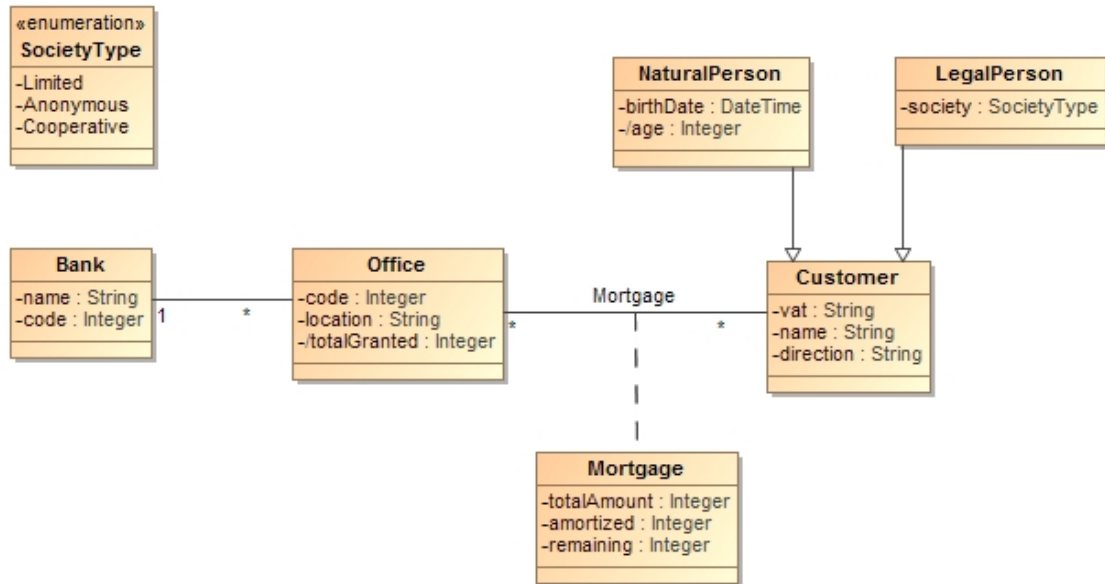 «enumeration»
SocietyType
-Limited
-Anonymous
-Cooperative
NaturalPerson
-birthDate : DateTime
-/age : Integer
LegalPerson
-society : SocietyType
Bank
-name : String
-code : Integer
1
*
Office
-code : Integer
-location : String
-/totalGranted : Integer
*
Mortgage
*
Customer
-vat : String
-name : String
-direction : String
Mortgage
-totalAmount : Integer
-amortized : Integer
-remaining : Integer